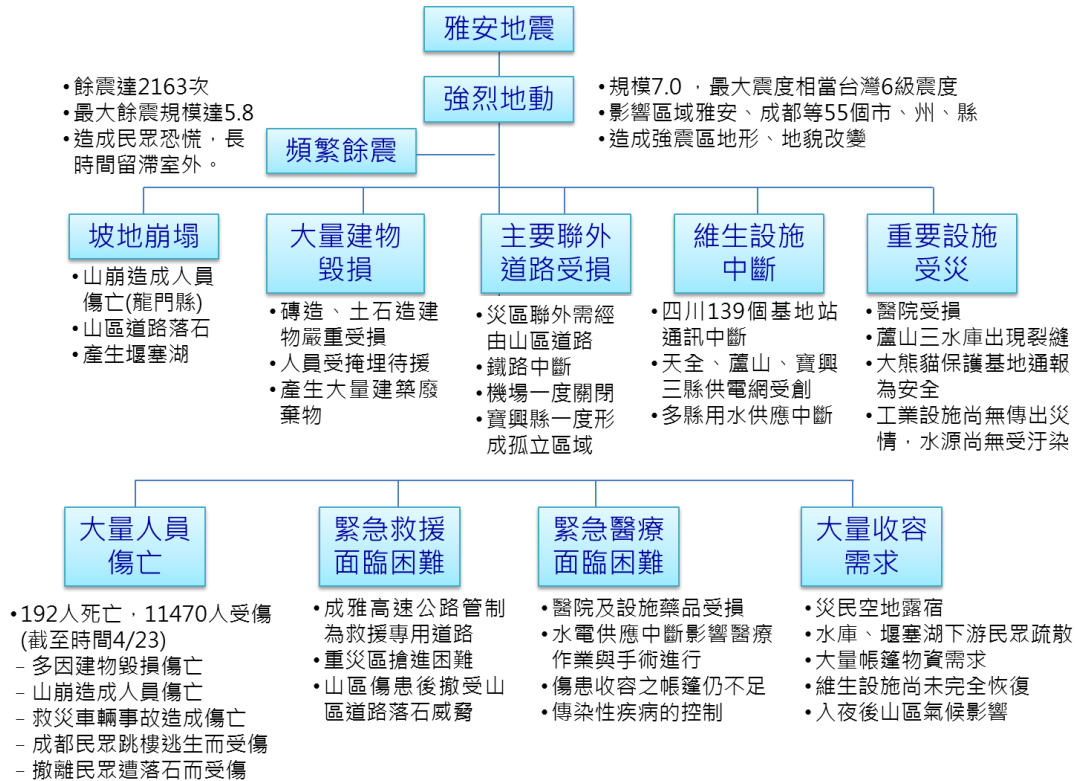 雅安地震
強烈地動
•餘震達2163次
•最大餘震規模達5.8
•造成民眾恐慌，長
時間留滯室外。
•規模7.0 ，最大震度相當台灣6級震度
•影響區域雅安、成都等55個市、州、縣
•造成強震區地形、地貌改變
頻繁餘震
坡地崩塌
•山崩造成人員
傷亡(龍門縣)
•山區道路落石
•產生堰塞湖
大量建物
毀損
•磚造、土石造建
物嚴重受損
•人員受掩埋待援
•產生大量建築廢
棄物
主要聯外
道路受損
•災區聯外需經
由山區道路
•鐵路中斷
•機場一度關閉
•寶興縣一度形
成孤立區域
維生設施
中斷
•四川139個基地站
通訊中斷
•天全、蘆山、寶興
三縣供電網受創
•多縣用水供應中斷
重要設施
受災
•醫院受損
•蘆山三水庫出現裂縫
•大熊貓保護基地通報
為安全
•工業設施尚無傳出災
情，水源尚無受汙染
大量人員
傷亡
•192人死亡，11470人受傷
(截至時間4/23)
– 多因建物毀損傷亡
– 山崩造成人員傷亡
– 救災車輛事故造成傷亡
– 成都民眾跳樓逃生而受傷
– 撤離民眾遭落石而受傷
緊急救援
面臨困難
•成雅高速公路管制
為救援專用道路
•重災區搶進困難
•山區傷患後撤受山
區道路落石威脅
緊急醫療
面臨困難
•醫院及設施藥品受損
•水電供應中斷影響醫療
作業與手術進行
•傷患收容之帳篷仍不足
•傳染性疾病的控制
大量收容
需求
•災民空地露宿
•水庫、堰塞湖下游民眾疏散
•大量帳篷物資需求
•維生設施尚未完全恢復
•入夜後山區氣候影響